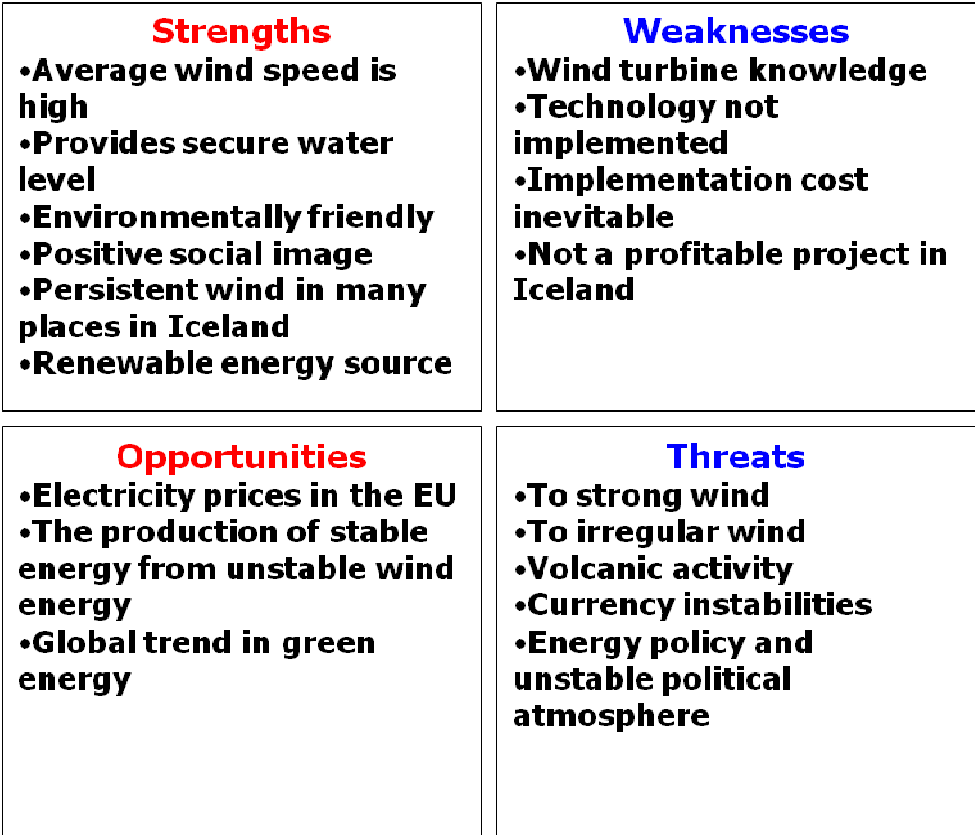 Strengths
•Average wind speed is
high
•Provides secure water
level
•Environmentally friendly
•Positive social image
•Persistent wind in many
places in Iceland
•Renewable energy source
Weaknesses
•Wind turbine knowledge
•Technology not
implemented
•Implementation cost
inevitable
•Not a profitable project in
Iceland
Opportunities
•Electricity prices in the EU
•The production of stable
energy from unstable wind
energy
•Global trend in green
energy
Threats
•To strong wind
•To irregular wind
•Volcanic activity
•Currency instabilities
•Energy policy and
unstable political
atmosphere